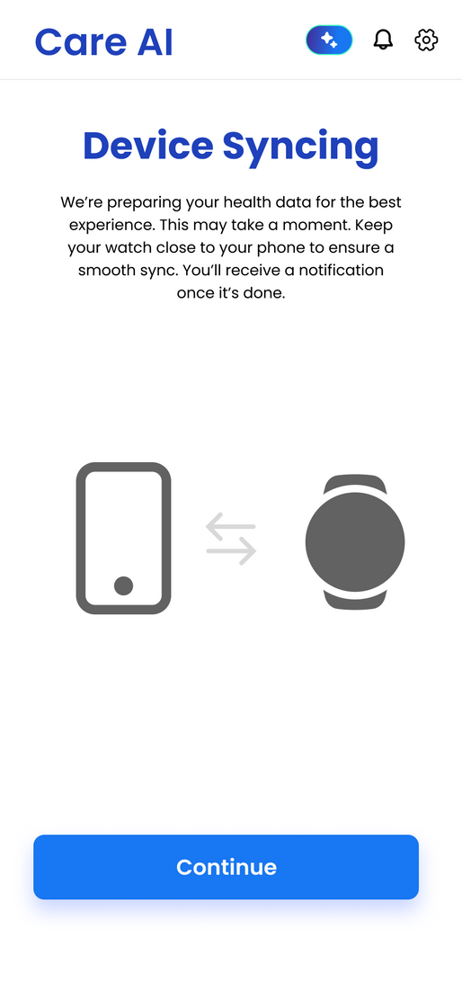 Care AI
Device Syncing
We’re preparing your health data for the best
experience. This may take a moment. Keep
your watch close to your phone to ensure a
smooth sync. You’ll receive a notification
once it’s done.
Continue